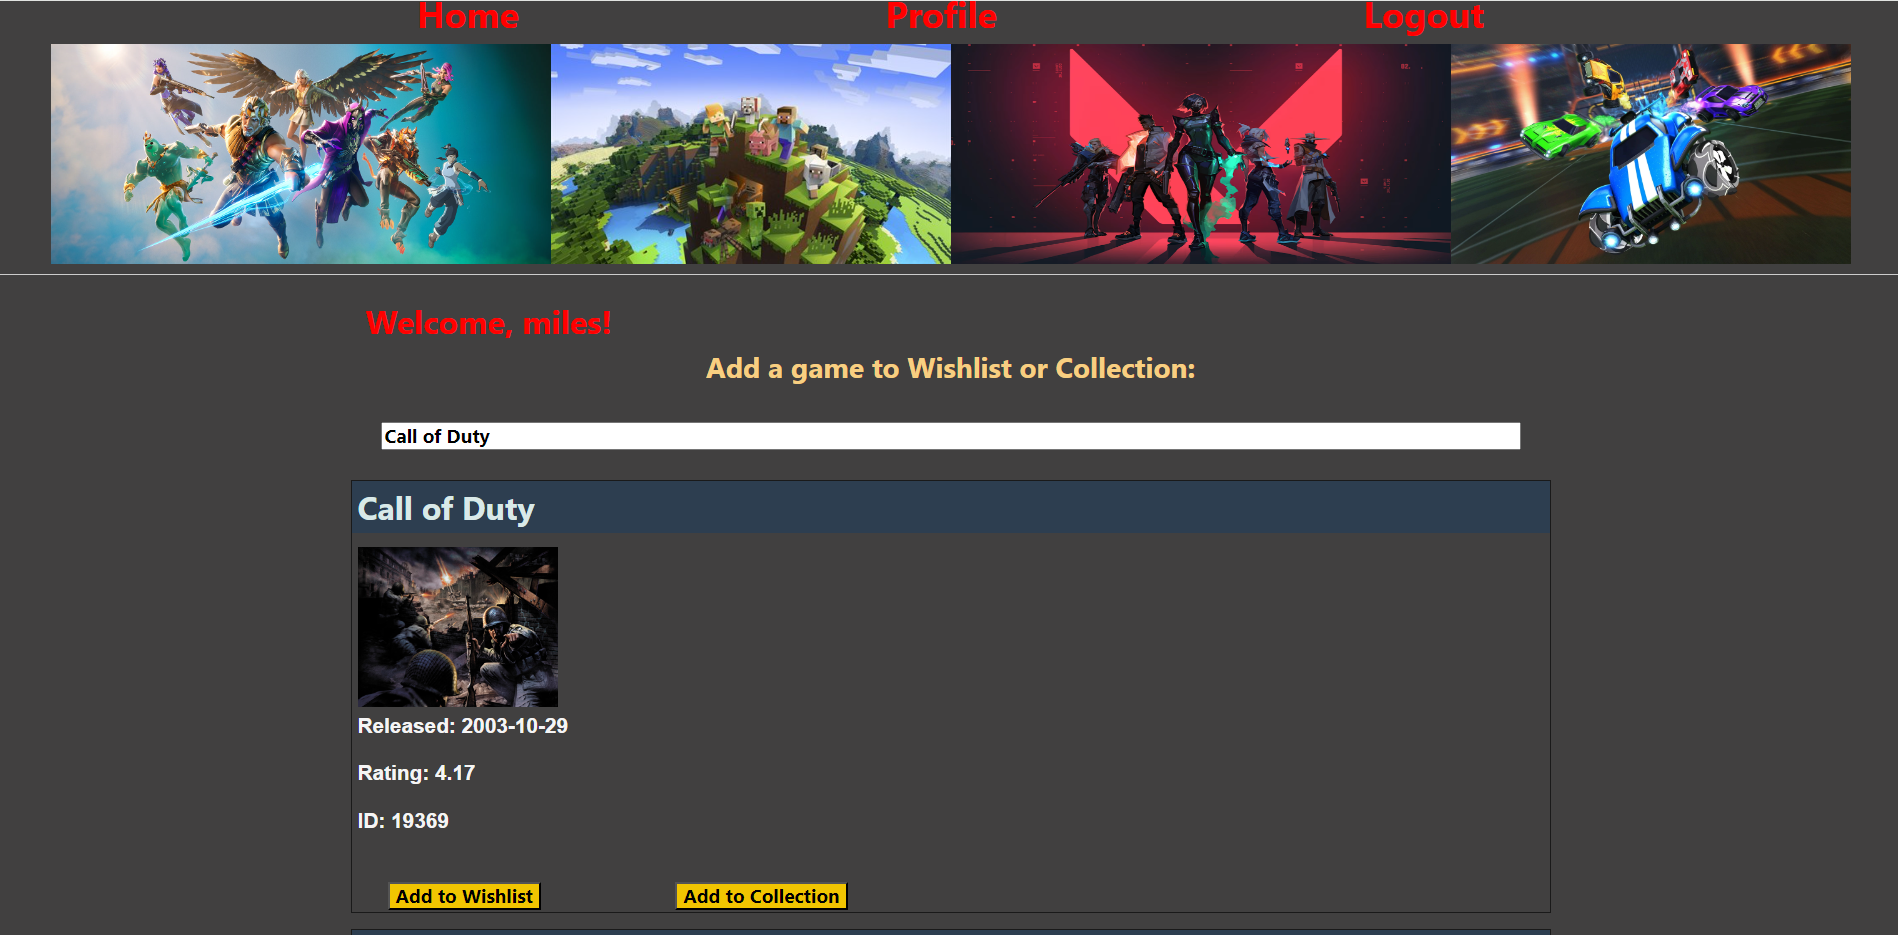 Home Profile Logout
Welcome, miles!
Add a game to Wishlist or Collection:
Call of Duty
Call of Duty
Released: 2003-10-29
Rating: 4.17
ID: 19369
Add to Wishlist Add to Collection